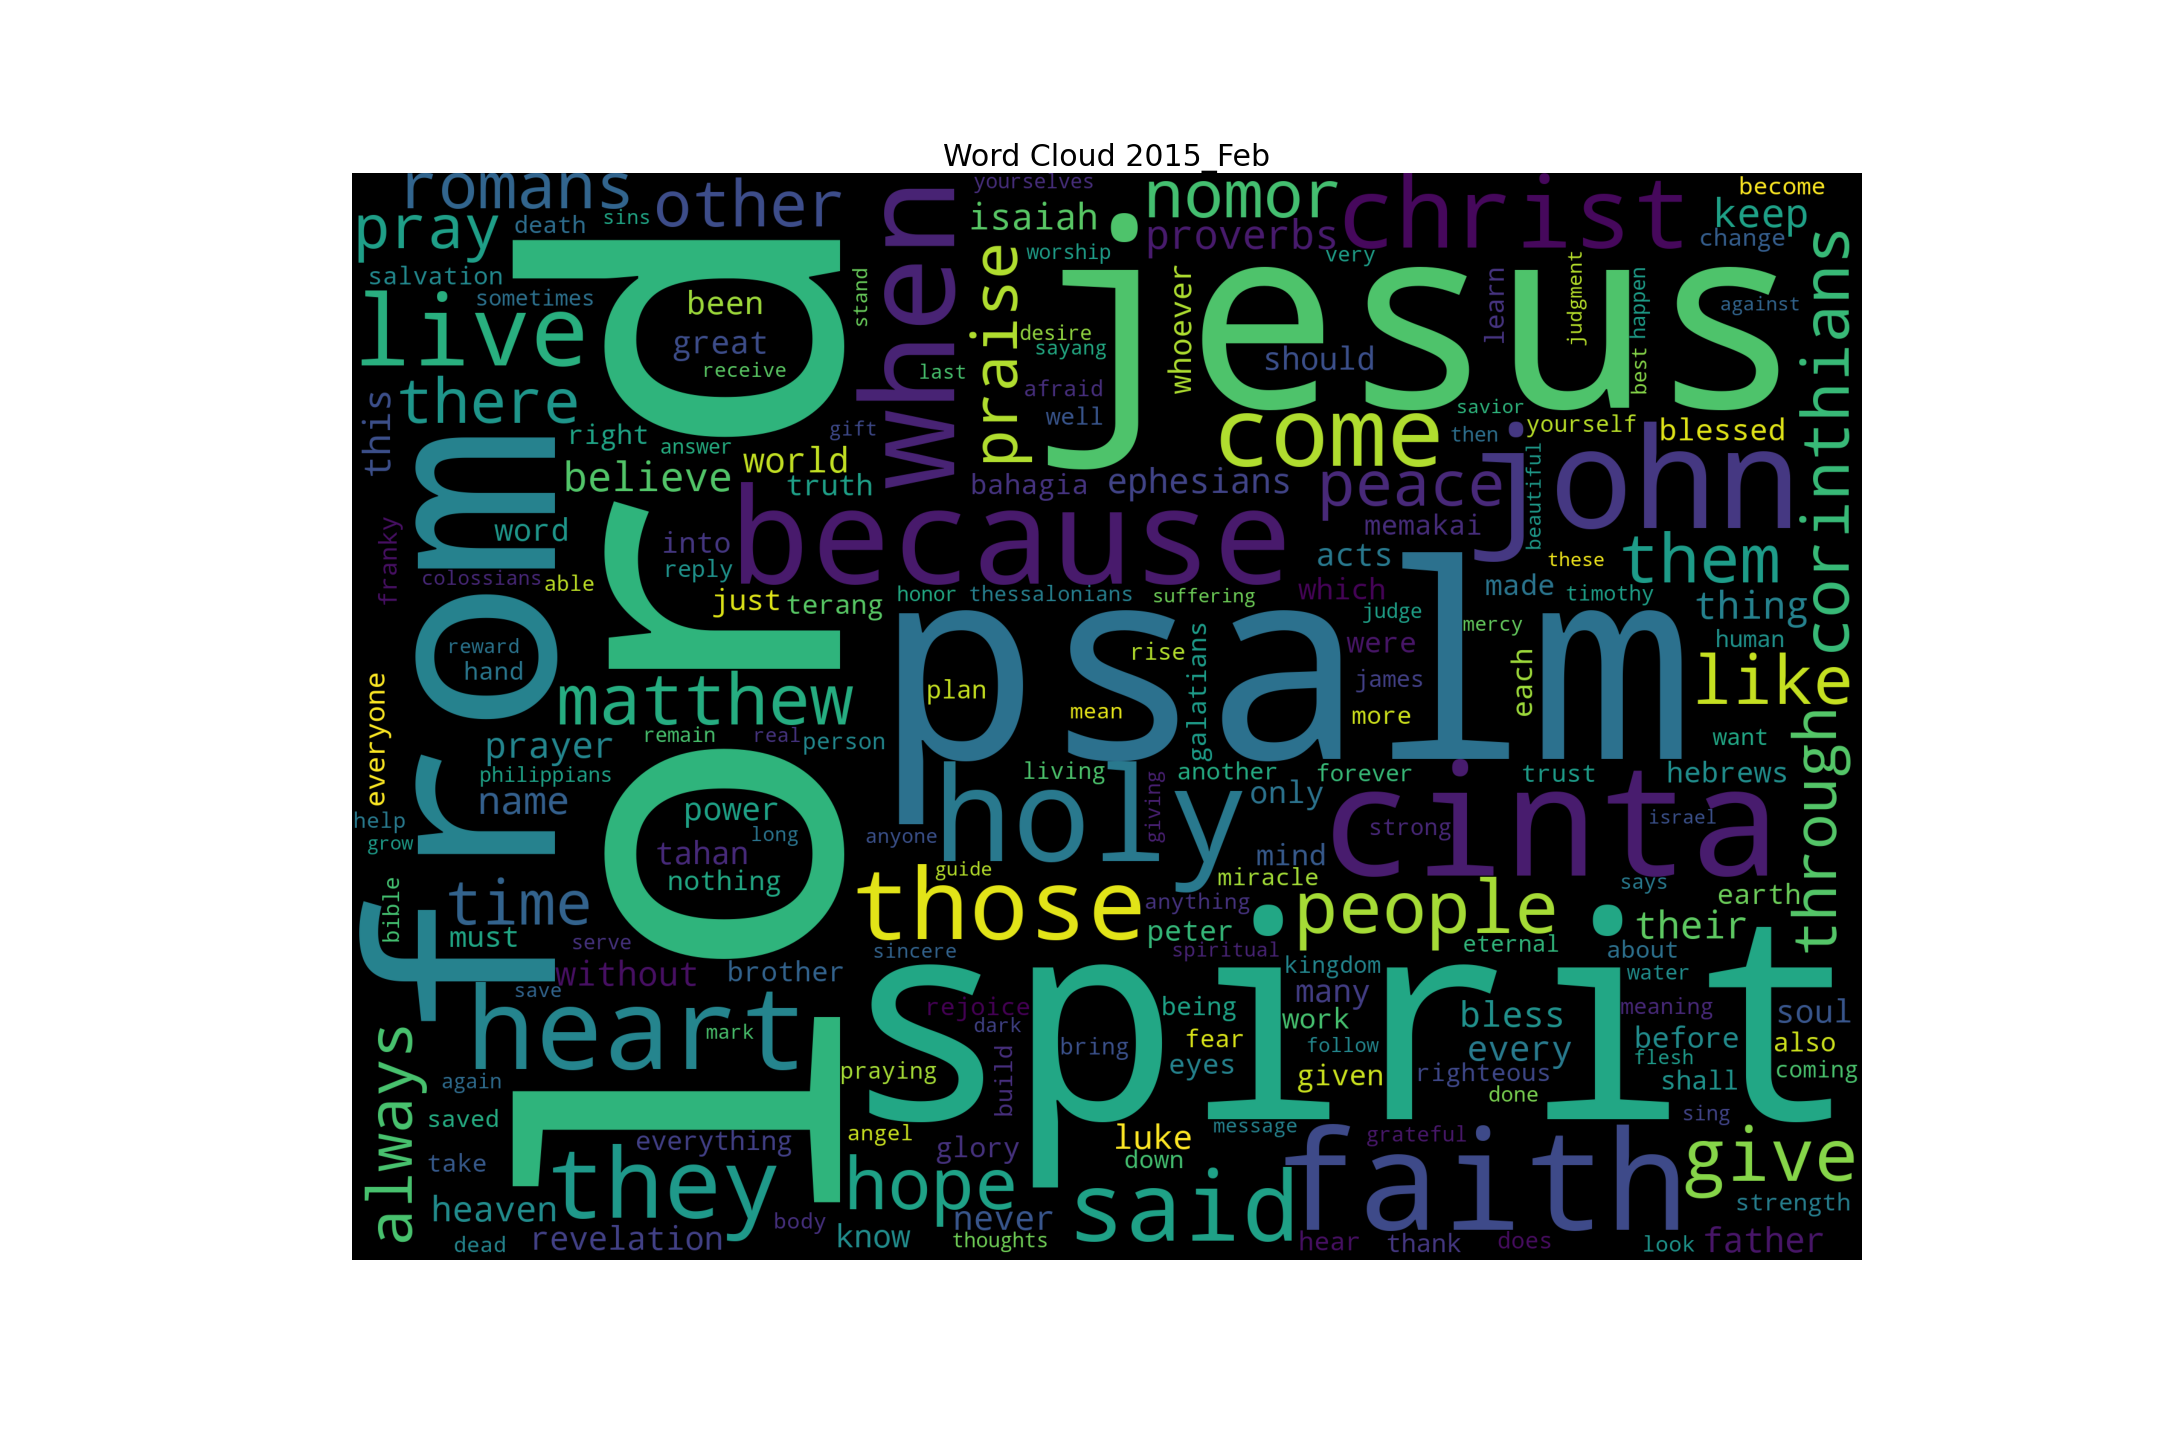 Word Cloud 2015_Feb
romans
other
when
yourselves
nomor
christ
become
pray
death
sins
isaiah
proverbs
keep
worship
very
change
salvation
sometimes
live
been
stand
praise
jesus
whoever
learn
judgment
happen
against
corinthians
lord
great
receive
desire
sayang
should
best
last
afraid
there
well
come
savior
yourself
blessed
this
right
answer
gift
then
john
believe
world
truth
bahagia
ephesians
peace
beautiful
from
word
because
memakai
franky
into
reply
acts
these
them
colossians
able
just
terang
honor
thessalonians
suffering
which
made
timothy
thing
psalm
judge
mercy
reward
hand
rise
galatians
were
human
each
everyone
matthew
plan
mean
james
more
like
prayer
remain
real
person
want
through
philippians
living
another
forever
trust
hebrews
name
power
holy
giving
only
cinta
help
grow
long
anyone
strong
israel
tahan
nothing
guide
mind
miracle
says
bible
time
those
anything
people
earth
must
serve
peter
their
sincere
spiritual
eternal
about
without
brother
kingdom
water
save
heart
rejoice
being
many
bless
meaning
soul
spirit
mark
dark
work
every
before
always
bring
fear
follow
flesh
also
again
praying
build
eyes
given
righteous
shall
coming
saved
done
sing
everything
angel
glory
luke
message
grateful
take
they
down
faith
give
heaven
hope
said
strength
revelation
body
know
never
dead
thoughts
hear
thank
does
look
father